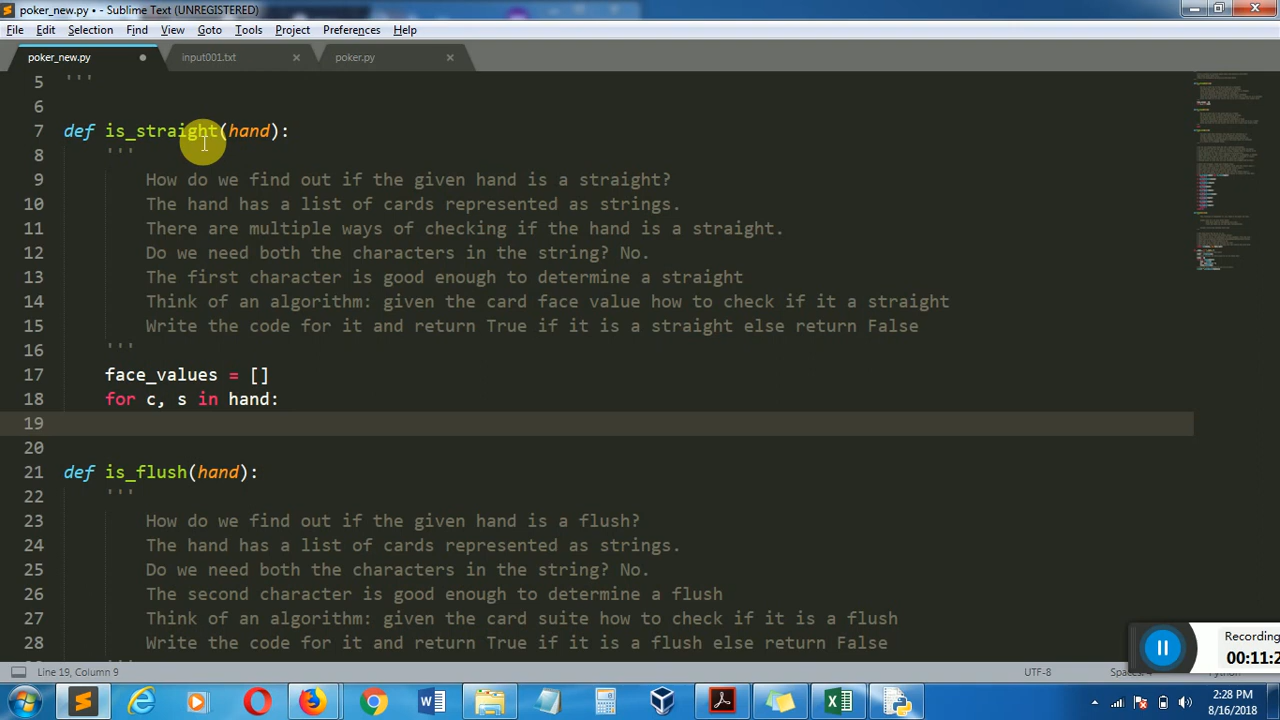 poker_new.py • - Sublime Text (UNREGISTERED)
File Edit Selection Find View Goto Tools Project Preferences Help
poker_new.py input001.txt poker.py
5 '''
6
7 def is_straight(hand):
8 '''
9 How do we find out if the given hand is a straight?
10 The hand has a list of cards represented as strings.
11 There are multiple ways of checking if the hand is a straight.
12 Do we need both the characters in the string? No.
13 The first character is good enough to determine a straight
14 Think of an algorithm: given the card face value how to check if it a straight
15 Write the code for it and return True if it is a straight else return False
16 '''
17 face_values = []
18 for c, s in hand:
19
20
21 def is_flush(hand):
22 '''
23 How do we find out if the given hand is a flush?
24 The hand has a list of cards represented as strings.
25 Do we need both the characters in the string? No.
26 The second character is good enough to determine a flush
27 Think of an algorithm: given the card suite how to check if it is a flush
28 Write the code for it and return True if it is a flush else return False
Recording
00:11:2
Line 19, Column 9 UTF-8
2:28 PM
8/16/2018